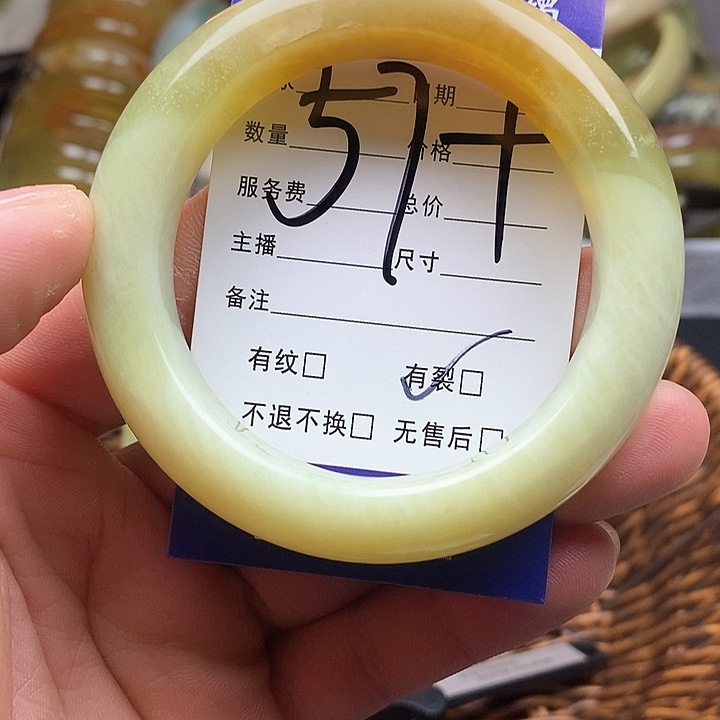 57+
日期
数量 价格
服务费 总价
主播 尺寸
备注
有纹□ 有裂□
不退不换□ 无售后□